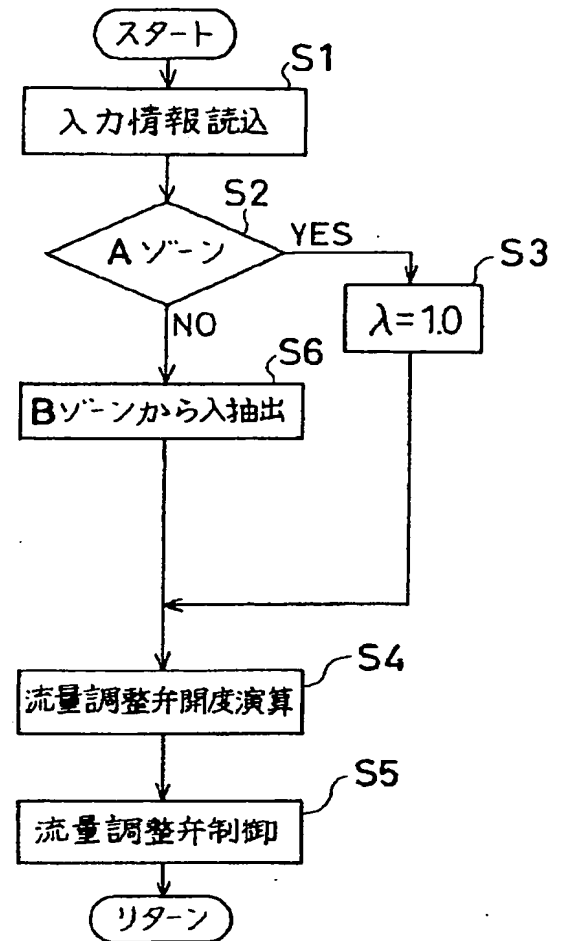 スタート
S1
入力情報読込
S2
Aゾーン
YES
S3
λ=1.0
NO
S6
Bゾーンから入抽出
S4
流量調整弁開度演算
S5
流量調整弁制御
リターン